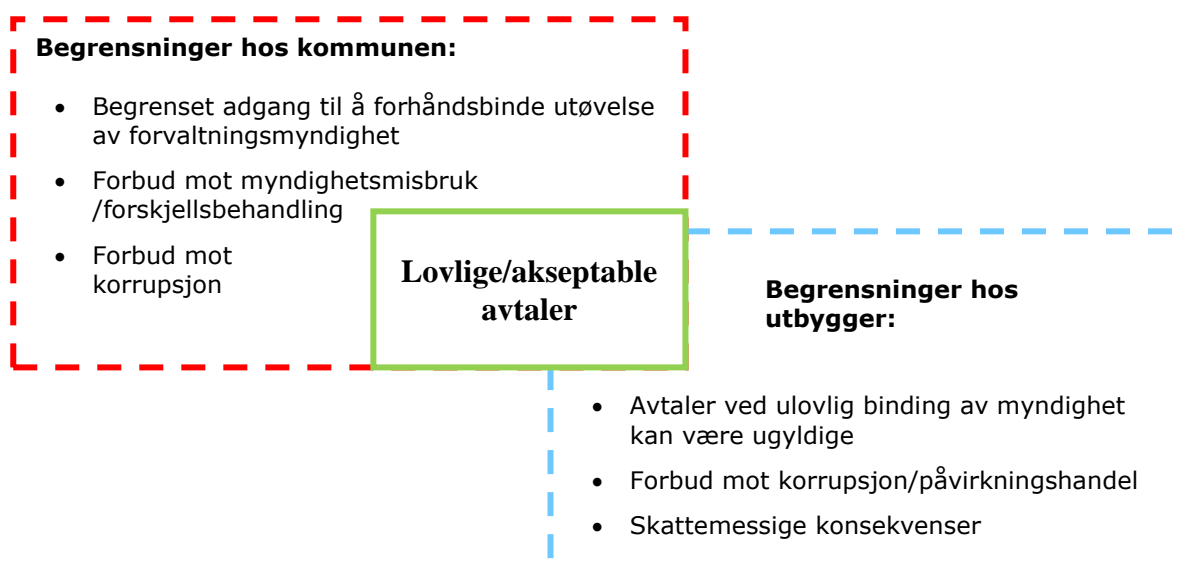 Begrensninger hos kommunen:
• Begrenset adgang til å forhåndsbinde utøvelse
av forvaltningsmyndighet
• Forbud mot myndighetsmisbruk
/forskjellsbehandling
• Forbud mot
korrupsjon
Lovlige/akseptable
avtaler
Begrensninger hos
utbygger:
• Avtaler ved ulovlig binding av myndighet
kan være ugyldige
• Forbud mot korrupsjon/påvirkningshandel
• Skattemessige konsekvenser